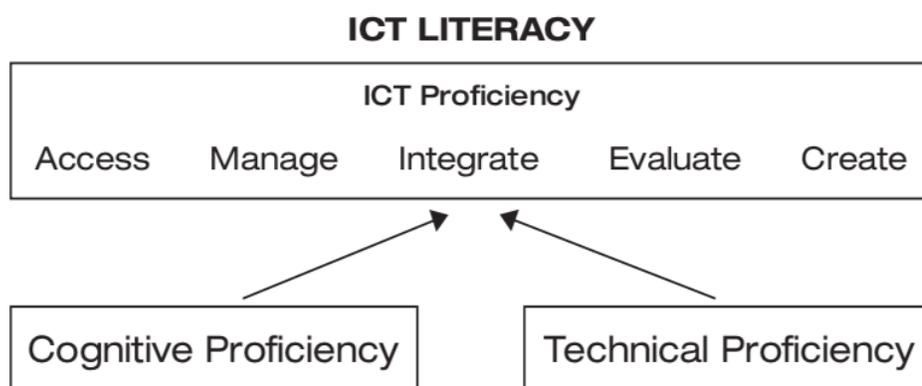 ICT LITERACY
ICT Proficiency
Access Manage Integrate Evaluate Create
Cognitive Proficiency Technical Proficiency